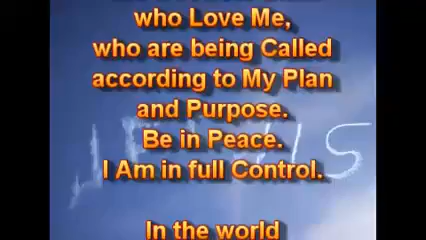 who Love Me,
who are being Called
according to My Plan
and Purpose.
Be in Peace.
I Am in full Control.
In the world
JESUS